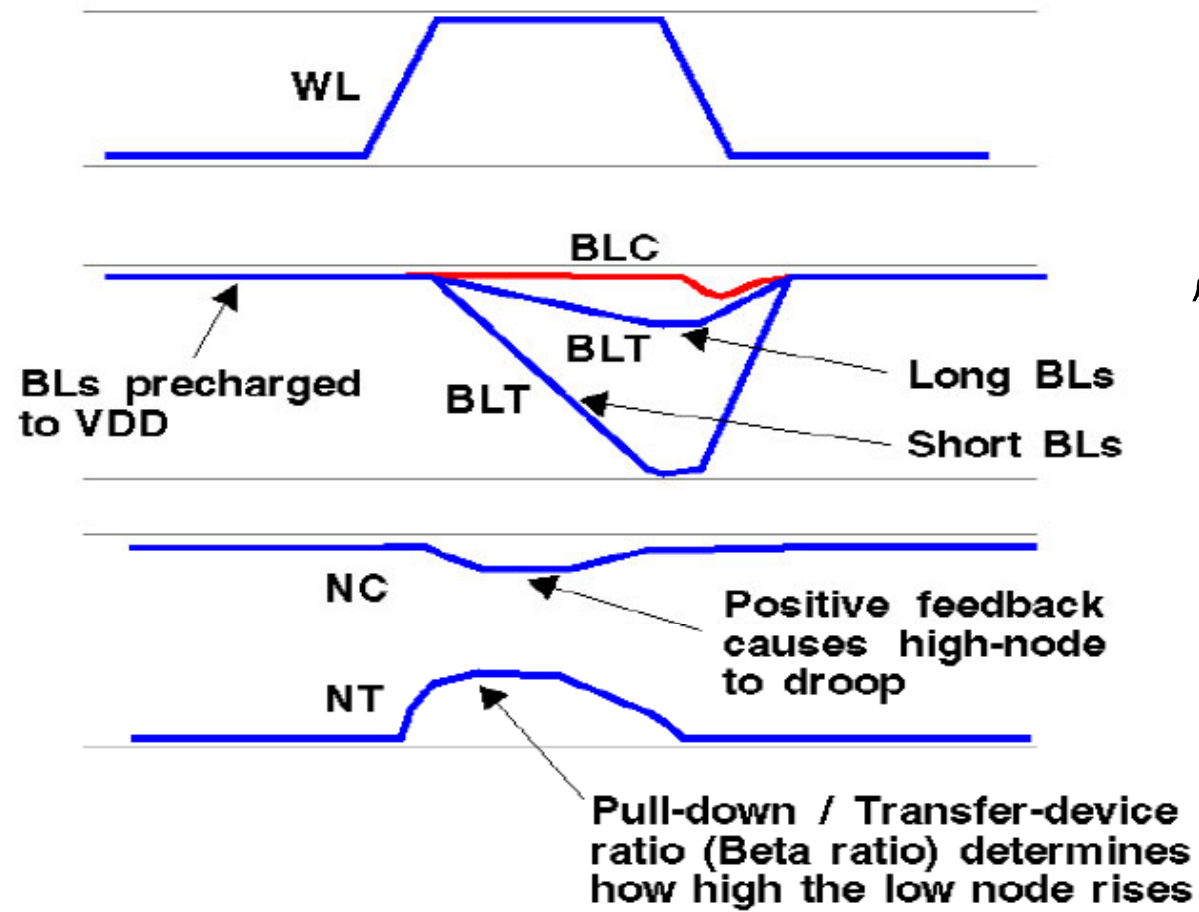 WL
BLC
BLT
BLT
Long BLs
Short BLs
BLs precharged
to VDD
NC
Positive feedback
causes high-node
to droop
NT
Pull-down / Transfer-device
ratio (Beta ratio) determines
how high the low node rises